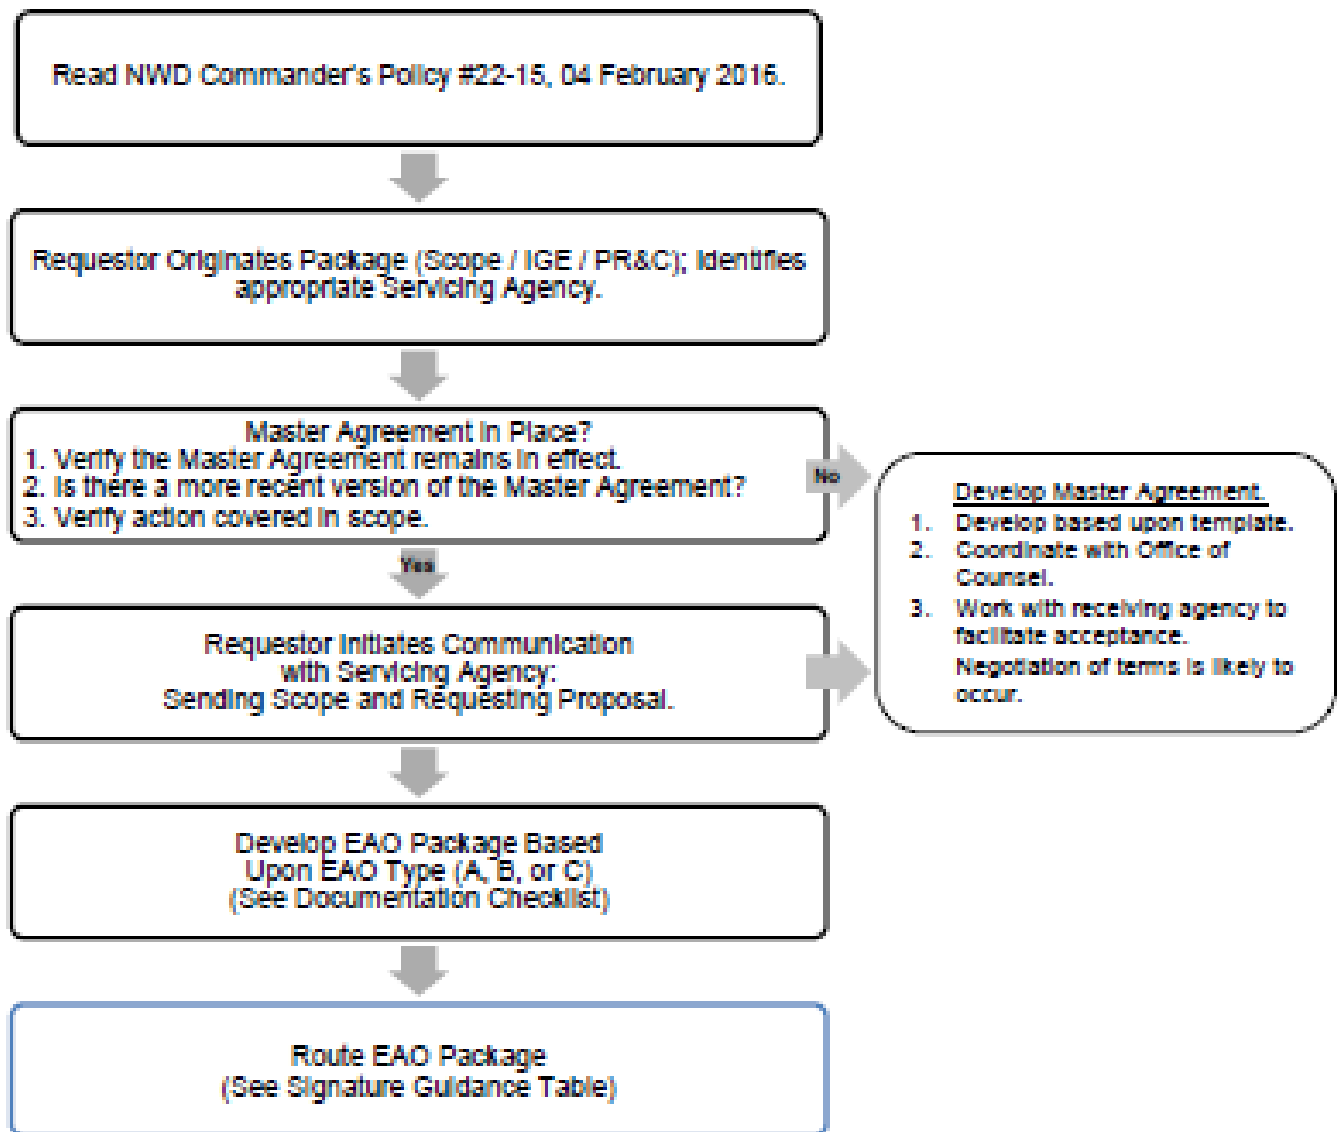 Read NWD Commander's Policy #22-15, 04 February 2016.
Requestor Originates Package (Scope / IGE / PR&C); Identifies
appropriate Servicing Agency.
Master Agreement in Place?
1. Verify the Master Agreement remains in effect.
2. Is there a more recent version of the Master Agreement?
3. Verify action covered in scope.
No
Develop Master Agreement.
1. Develop based upon template.
2. Coordinate with Office of
Counsel.
3. Work with receiving agency to
facilitate acceptance.
Negotiation of terms is likely to
occur.
Yes
Requestor Initiates Communication
with Servicing Agency:
Sending Scope and Requesting Proposal.
Develop EAO Package Based
Upon EAO Type (A, B, or C)
(See Documentation Checklist)
Route EAO Package
(See Signature Guidance Table)